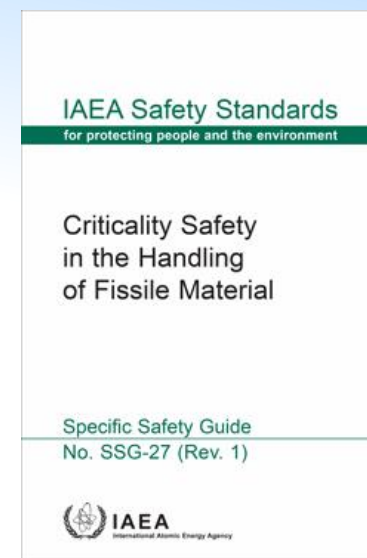 IAEA Safety Standards
for protecting people and the environment
Criticality Safety
in the Handling
of Fissile Material
Specific Safety Guide
No. SSG-27 (Rev. 1)
IAEA
International Atomic Energy Agency